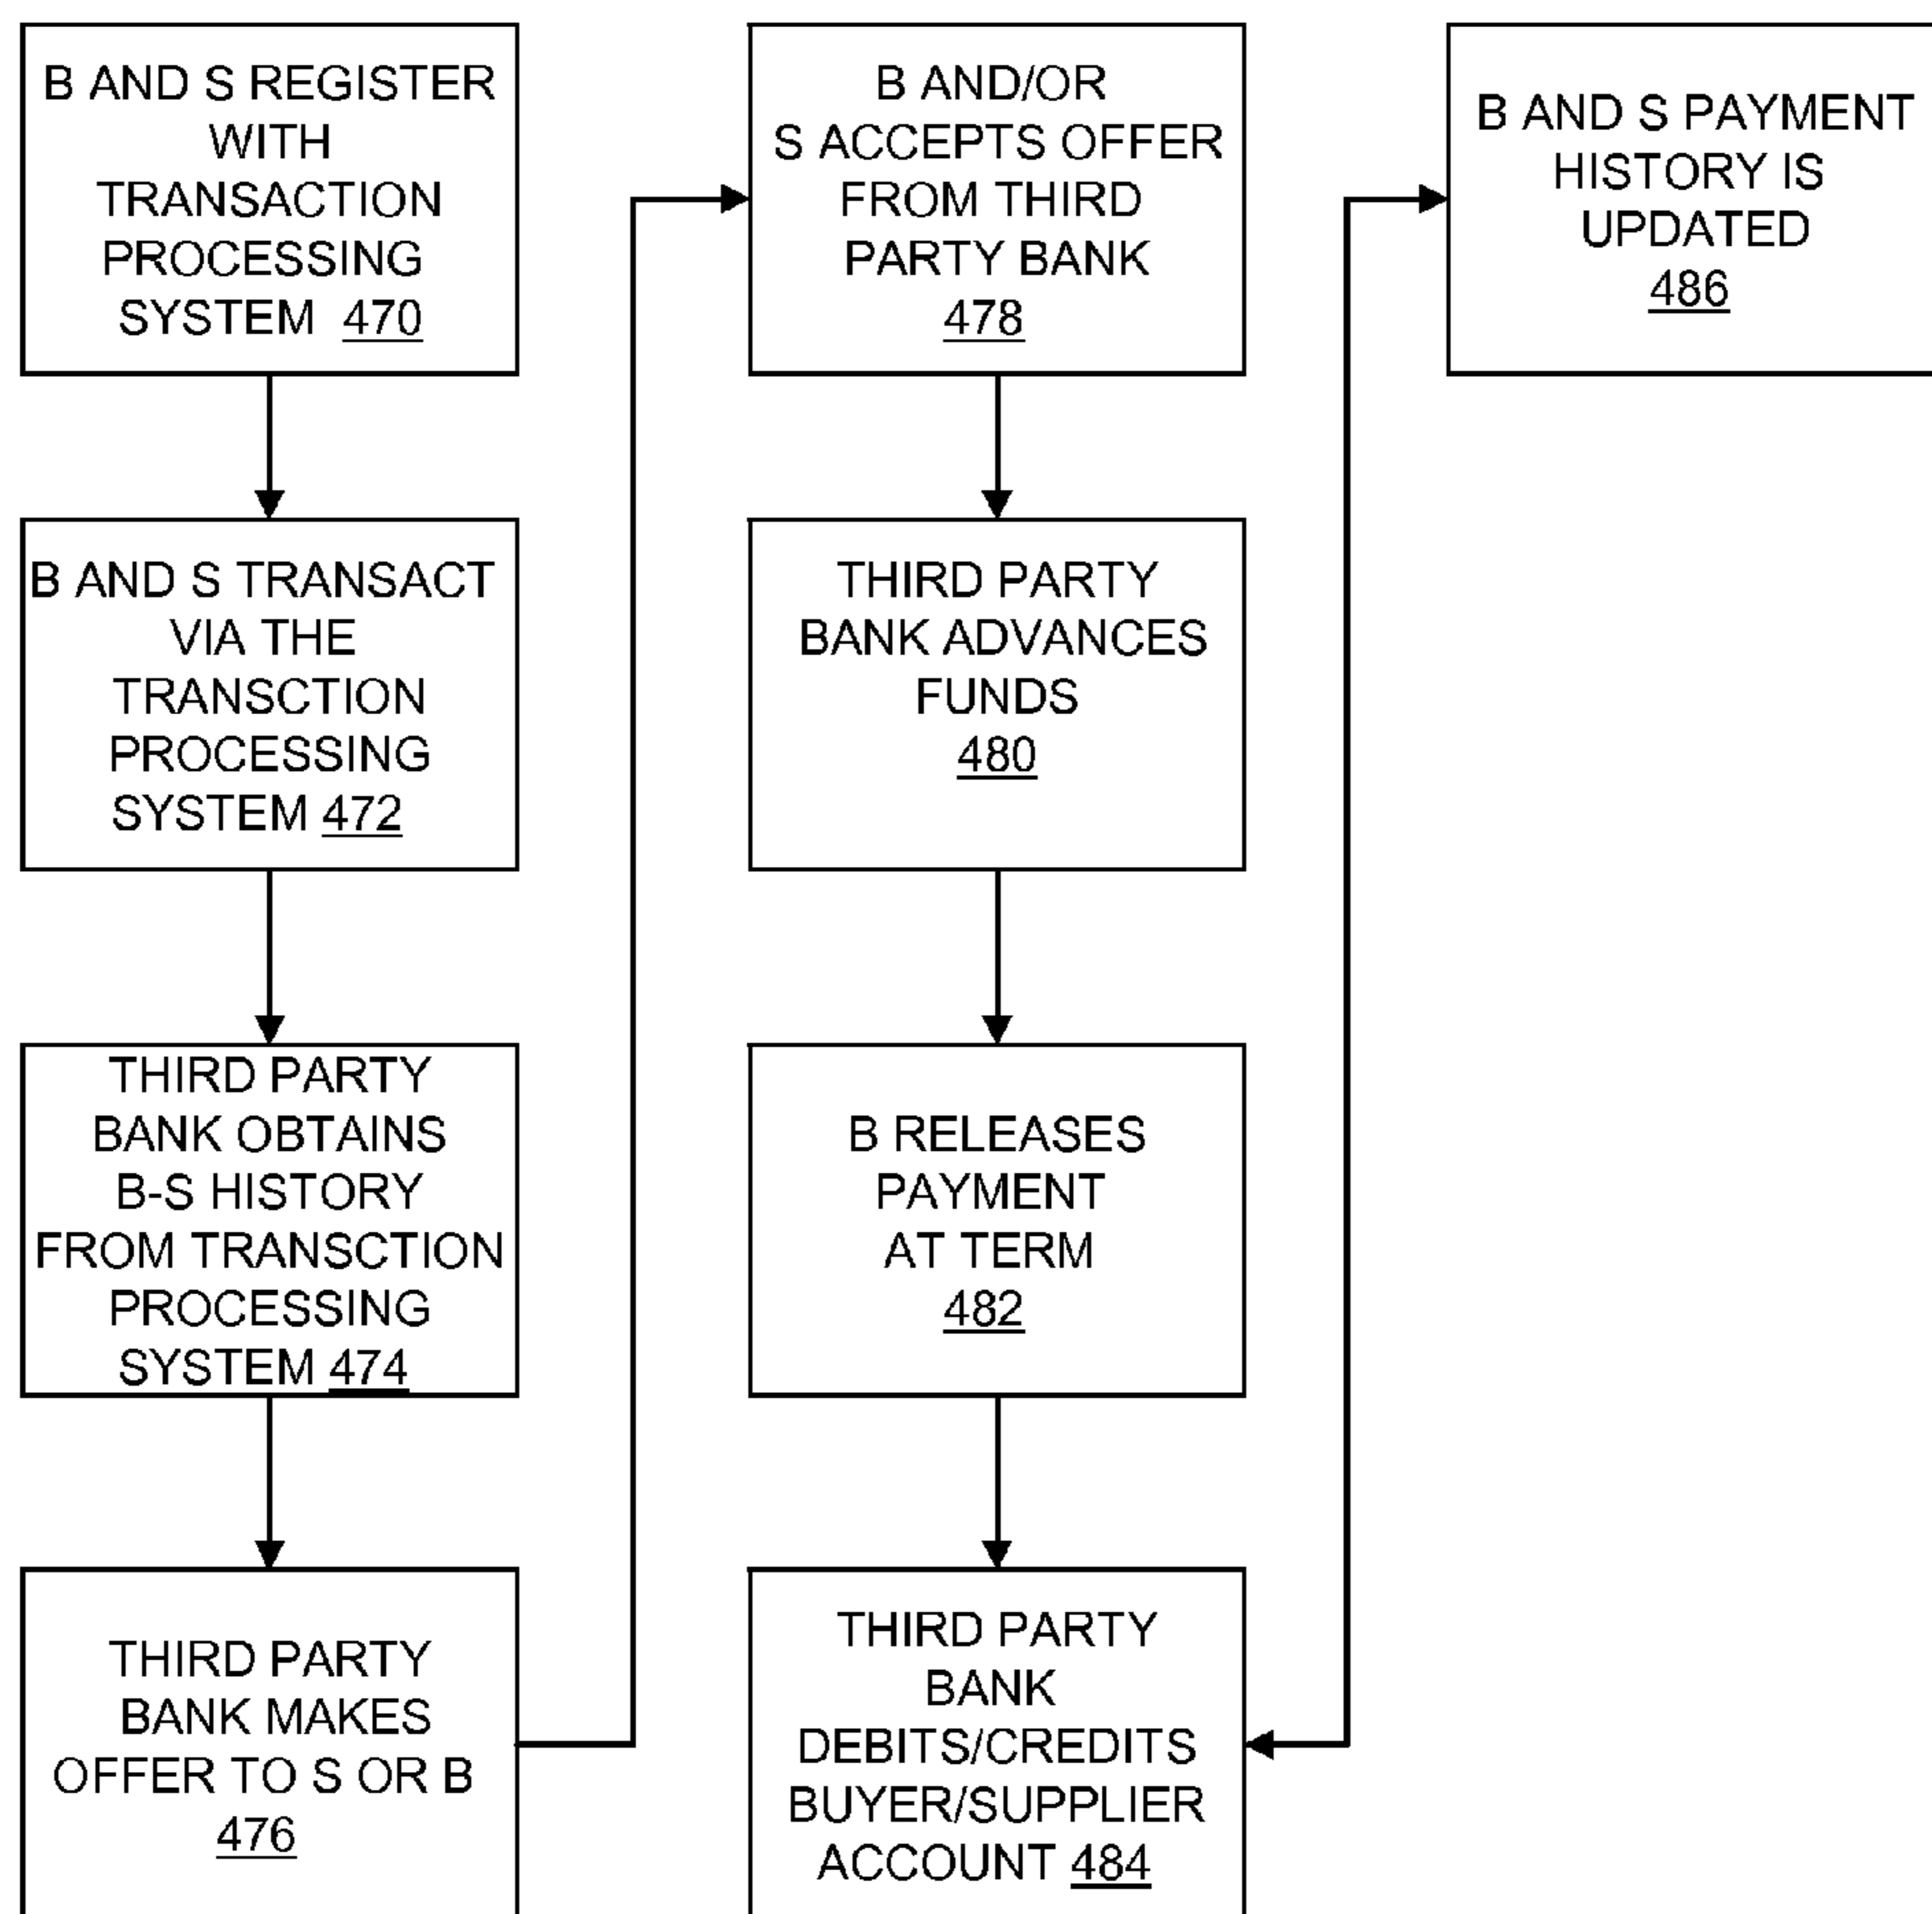 B AND S REGISTER
WITH
TRANSACTION
PROCESSING
SYSTEM 470
B AND S TRANSACT
VIA THE
TRANSCTION
PROCESSING
SYSTEM 472
THIRD PARTY
BANK OBTAINS
B-S HISTORY
FROM TRANSCTION
PROCESSING
SYSTEM 474
THIRD PARTY
BANK MAKES
OFFER TO S OR B
476
B AND/OR
S ACCEPTS OFFER
FROM THIRD
PARTY BANK
478
THIRD PARTY
BANK ADVANCES
FUNDS
480
B RELEASES
PAYMENT
AT TERM
482
THIRD PARTY
BANK
DEBITS/CREDITS
BUYER/SUPPLIER
ACCOUNT 484
B AND S PAYMENT
HISTORY IS
UPDATED
486